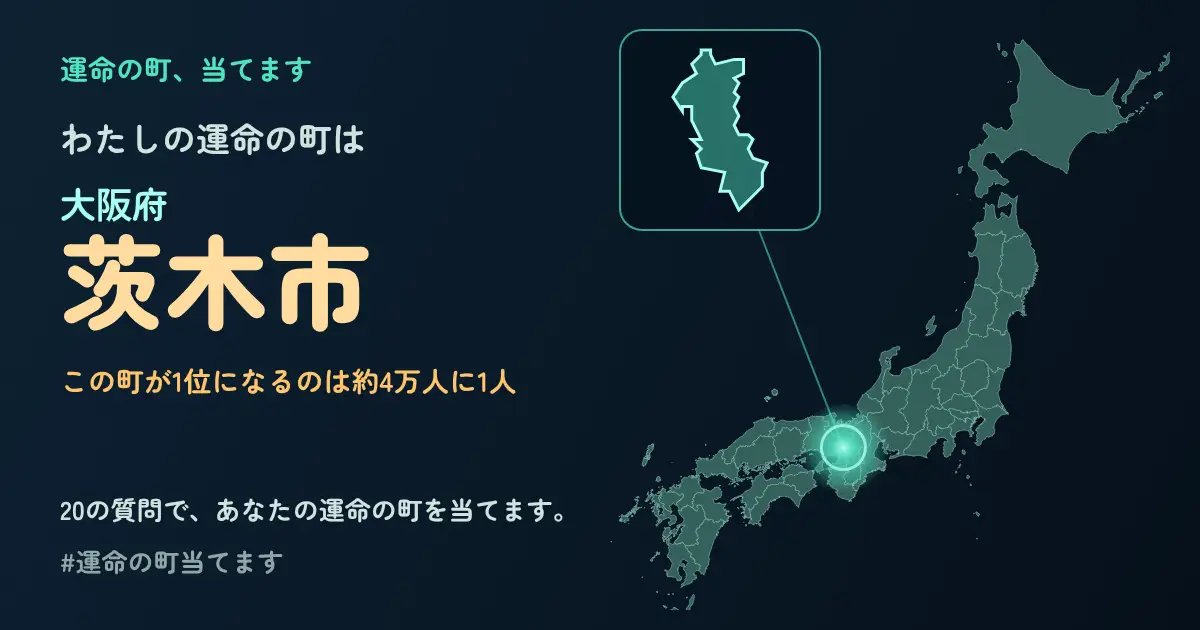 運命の町、当てます
わたしの運命の町は
大阪府
茨木市
この町が1位になるのは約4万人に1人
20の質問で、あなたの運命の町を当てます。
#運命の町当てます